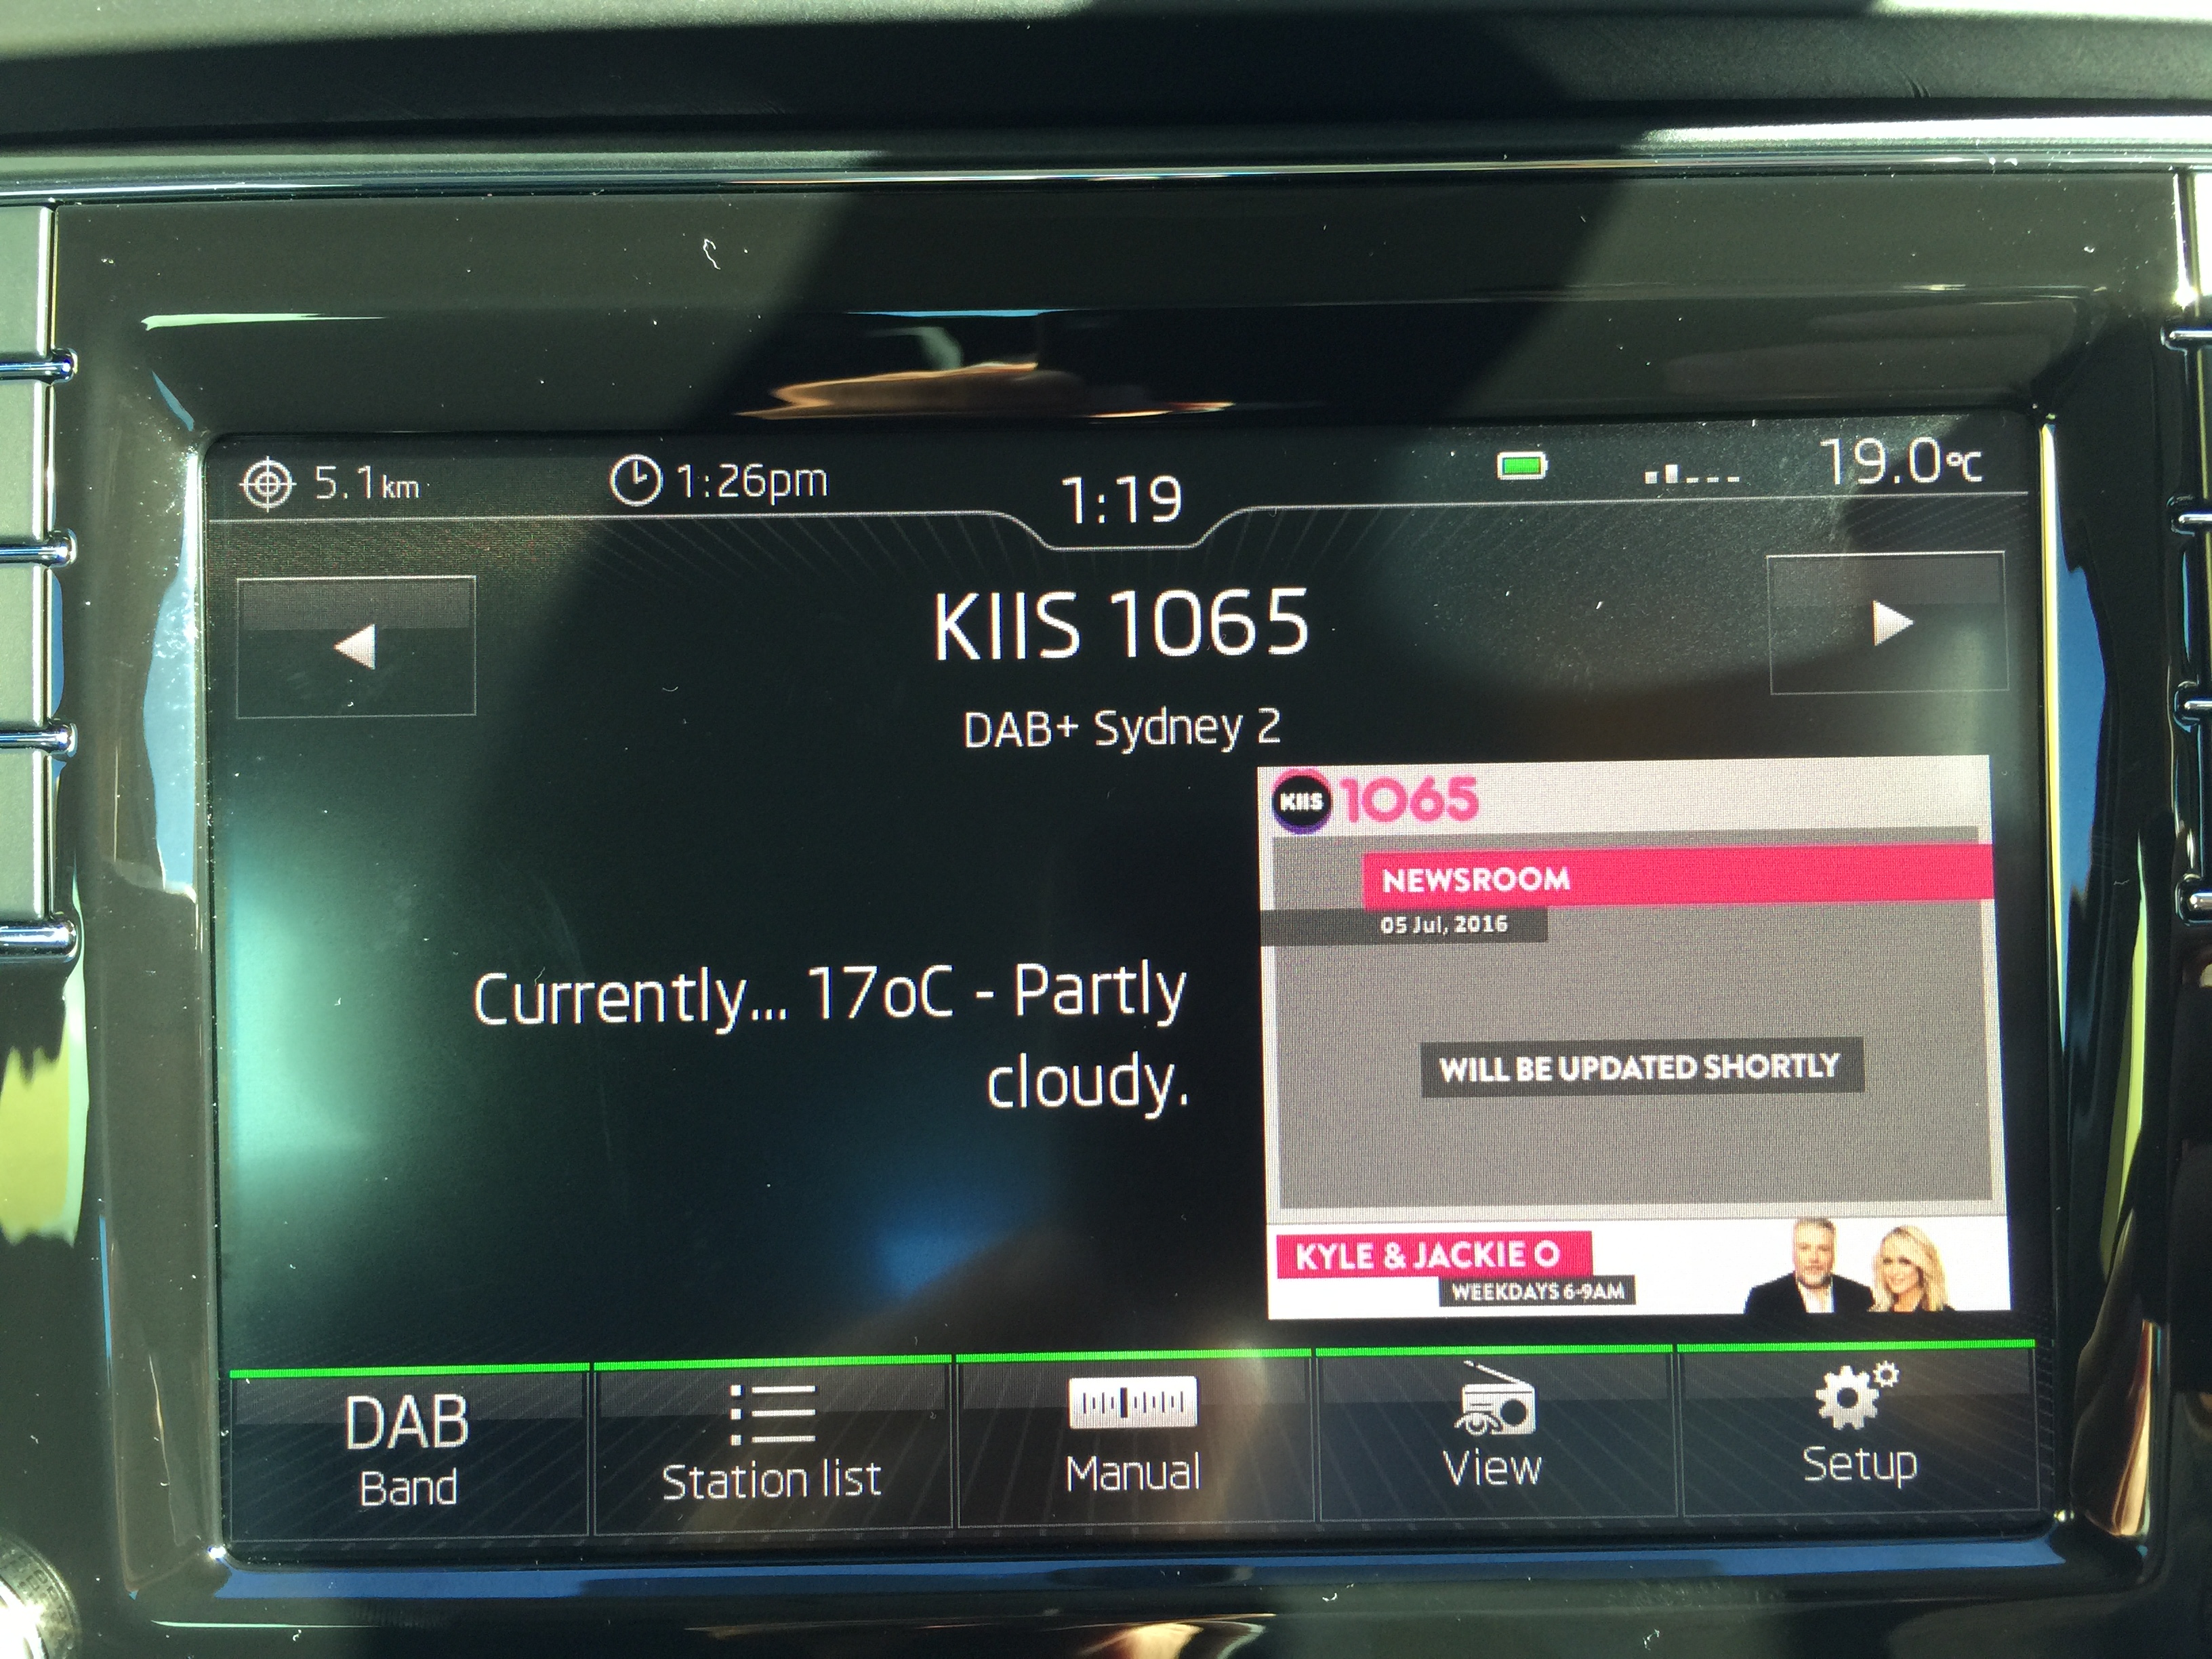 5.1km
1:26pm
1:19
19.0°C
KIIS 1065
DAB+ Sydney 2
KIIS 1065
NEWSROOM
05 Jul, 2016
Currently... 17oC - Partly
cloudy.
WILL BE UPDATED SHORTLY
KYLE & JACKIE O
WEEKDAYS 6-9AM
DAB
Band
Station list
Manual
View
Setup